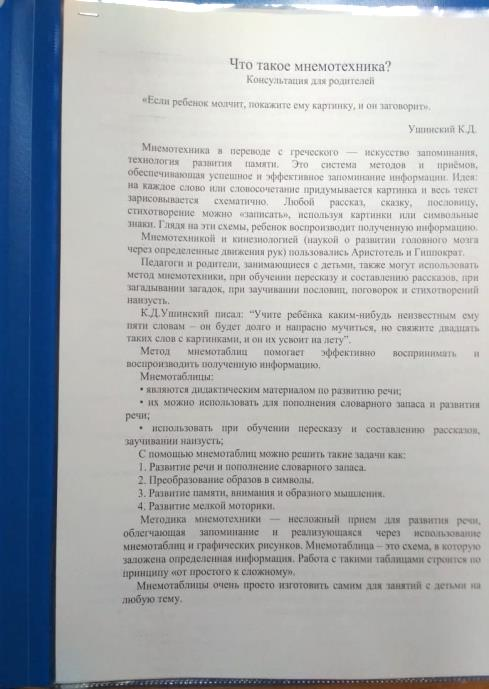 Что такое мнемотехника?
Консультация для родителей
«Если ребенок молчит, покажите ему картинку, и он заговорит».
Ушинский К.Д.
Мнемотехника в переводе с греческого — искусство запоминания,
технология развития памяти. Это система методов и приёмов,
обеспечивающая успешное и эффективное запоминание информации. Идея:
на каждое слово или словосочетание придумывается картинка и весь текст
зарисовывается схематично. Любой рассказ, сказку, пословицу,
стихотворение можно «записать», используя картинки или символьные
знаки. Глядя на эти схемы, ребенок воспроизводит полученную информацию.
Мнемотехникой и кинезиологией (наукой о развитии головного мозга
через определенные движения рук) пользовались Аристотель и Гиппократ.
Педагоги и родители, занимающиеся с детьми, также могут использовать
метод мнемотехники, при обучении пересказу и составлению рассказов, при
загадывании загадок, при заучивании пословиц, поговорок и стихотворений
наизусть.
К.Д.Ушинский писал: “Учите ребёнка каким-нибудь неизвестным ему
пяти словам – он будет долго и напрасно мучиться, но свяжите двадцать
таких слов с картинками, и он их усвоит на лету”.
Метод мнемотаблиц помогает эффективно воспринимать и
воспроизводить полученную информацию.
Мнемотаблицы:
• являются дидактическим материалом по развитию речи;
• их можно использовать для пополнения словарного запаса и развития
речи;
• использовать при обучении пересказу и составлению рассказов,
заучивании наизусть;
С помощью мнемотаблиц можно решить такие задачи как:
1. Развитие речи и пополнение словарного запаса.
2. Преобразование образов в символы.
3. Развитие памяти, внимания и образного мышления.
4. Развитие мелкой моторики.
Методика мнемотехники — несложный прием для развития речи,
облегчающая запоминание и реализующаяся через использование
мнемотаблиц и графических рисунков. Мнемотаблица – это схема, в которую
заложена определенная информация. Работа с такими таблицами строится по
принципу «от простого к сложному».
Мнемотаблицы очень просто изготовить самим для занятий с детьми на
любую тему.